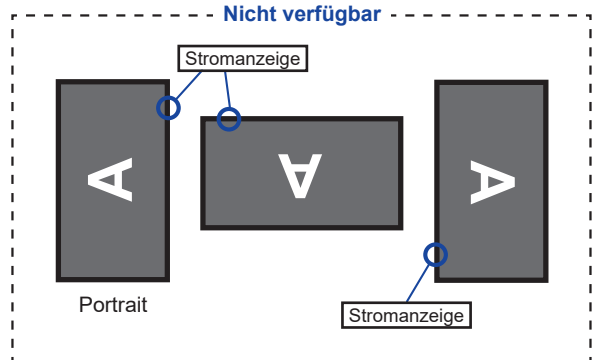 Nicht verfügbar
Stromanzeige
A
A
A
Portrait
Stromanzeige